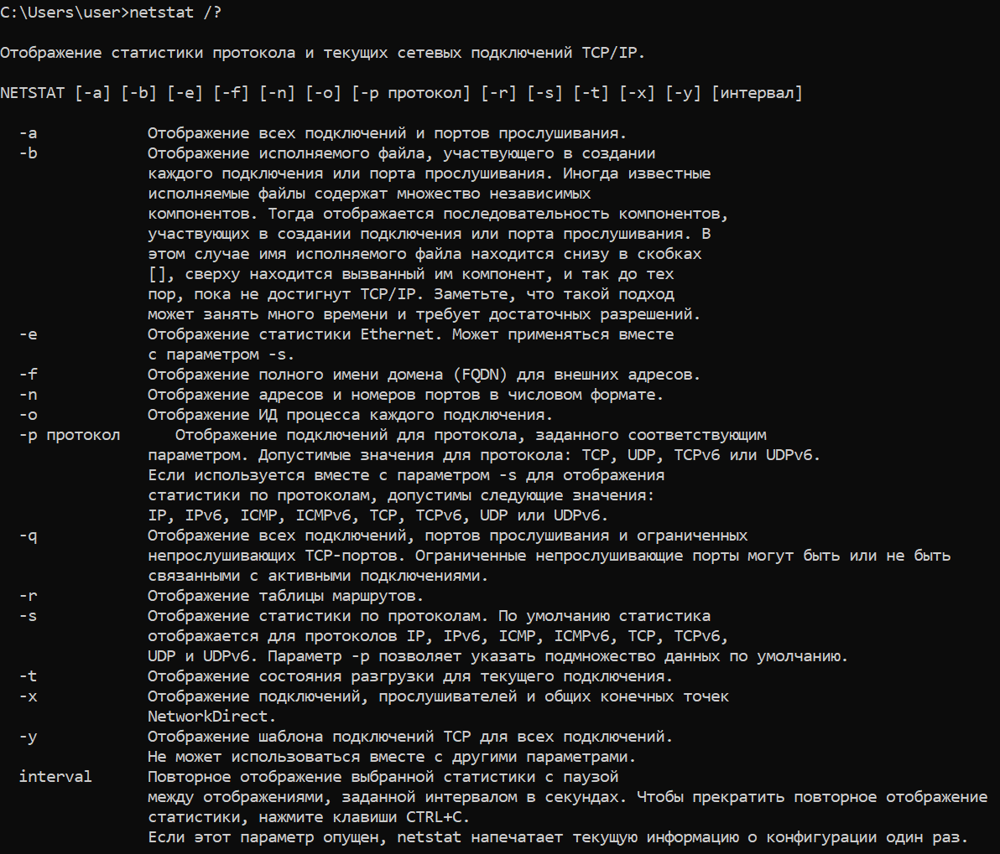 C:\Users\user>netstat /?
Отображение статистики протокола и текущих сетевых подключений TCP/IP.
NETSTAT [-a] [-b] [-e] [-f] [-n] [-o] [-p протокол] [-r] [-s] [-t] [-x] [-y] [интервал]
-a Отображение всех подключений и портов прослушивания.
-b Отображение исполняемого файла, участвующего в создании
каждого подключения или порта прослушивания. Иногда известные
исполняемые файлы содержат множество независимых
компонентов. Тогда отображается последовательность компонентов,
участвующих в создании подключения или порта прослушивания. В
этом случае имя исполняемого файла находится снизу в скобках
[], сверху находится вызванный им компонент, и так до тех
пор, пока не достигнут TCP/IP. Заметьте, что такой подход
может занять много времени и требует достаточных разрешений.
-e Отображение статистики Ethernet. Может применяться вместе
с параметром -s.
-f Отображение полного имени домена (FQDN) для внешних адресов.
-n Отображение адресов и номеров портов в числовом формате.
-o Отображение ИД процесса каждого подключения.
-p протокол Отображение подключений для протокола, заданного соответствующим
параметром. Допустимые значения для протокола: TCP, UDP, TCPv6 или UDPv6.
Если используется вместе с параметром -s для отображения
статистики по протоколам, допустимы следующие значения:
IP, IPv6, ICMP, ICMPv6, TCP, TCPv6, UDP или UDPv6.
-q Отображение всех подключений, портов прослушивания и ограниченных
непрослушивающих TCP-портов. Ограниченные непрослушивающие порты могут быть или не быть
связанными с активными подключениями.
-r Отображение таблицы маршрутов.
-s Отображение статистики по протоколам. По умолчанию статистика
отображается для протоколов IP, IPv6, ICMP, ICMPv6, TCP, TCPv6,
UDP и UDPv6. Параметр -p позволяет указать подмножество данных по умолчанию.
-t Отображение состояния разгрузки для текущего подключения.
-x Отображение подключений, прослушивателей и общих конечных точек
NetworkDirect.
-y Отображение шаблона подключений TCP для всех подключений.
Не может использоваться вместе с другими параметрами.
interval Повторное отображение выбранной статистики с паузой
между отображениями, заданной интервалом в секундах. Чтобы прекратить повторное отображение
статистики, нажмите клавиши CTRL+C.
Если этот параметр опущен, netstat напечатает текущую информацию о конфигурации один раз.